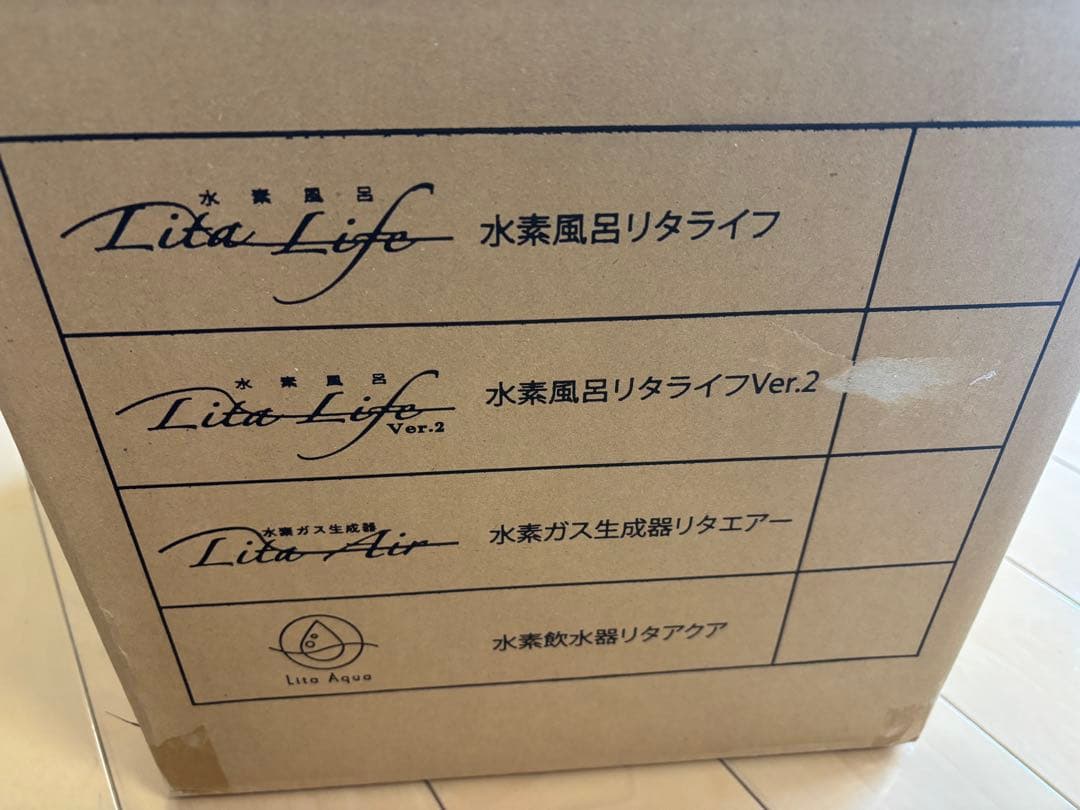 水素風呂
Lita Life 水素風呂リタライフ
水素風呂
Lita Life Ver.2 水素風呂リタライフVer.2
水素ガス生成器
Lita Air 水素ガス生成器リタエアー
Lita Aqua 水素飲水器リタアクア